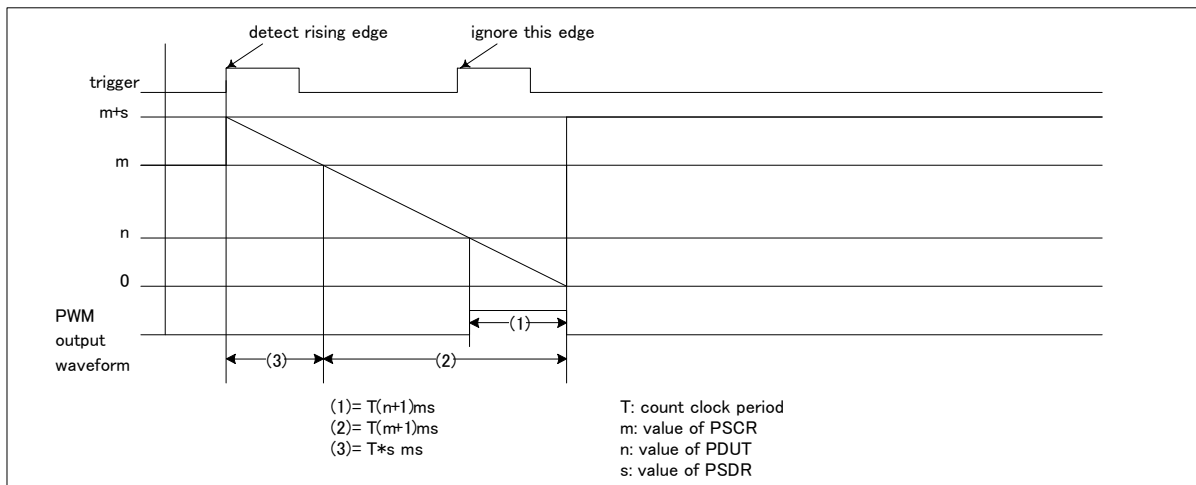 detect rising edge
ignore this edge
trigger
m+s
m
n
0
PWM
output
waveform
(1)
(3)
(2)
(1)= T(n+1)ms
(2)= T(m+1)ms
(3)= T*s ms
T: count clock period
m: value of PSCR
n: value of PDUT
s: value of PSDR